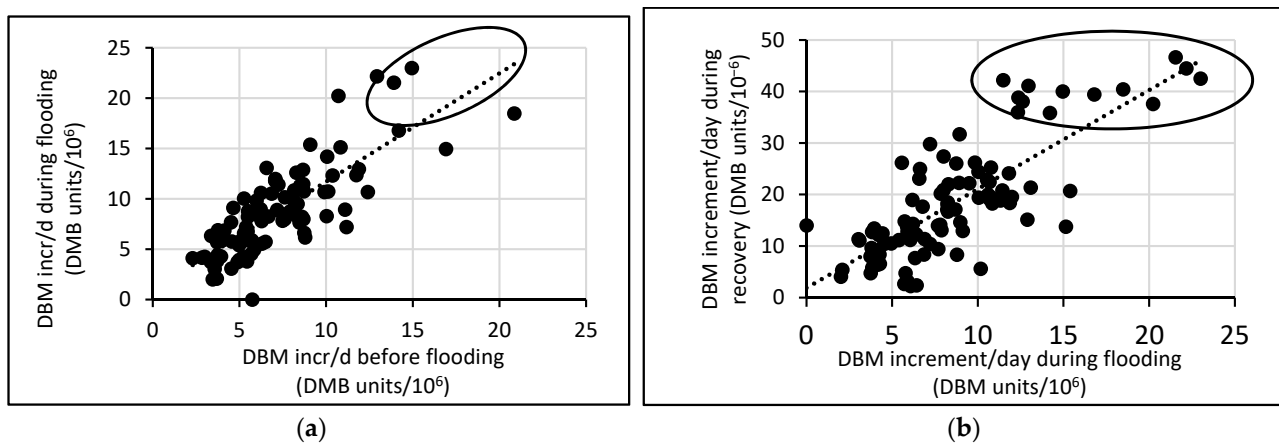 DBM incr/d during flooding
(DMB units/10⁶)
25
20
15
10
5
0
0 5 10 15 20 25
DBM incr/d before flooding
(DMB units/10⁶)
(a)
DBM increment/day during
recovery (DMB units/10⁻⁶)
50
40
30
20
10
0
0 5 10 15 20 25
DBM increment/day during flooding
(DBM units/10⁶)
(b)